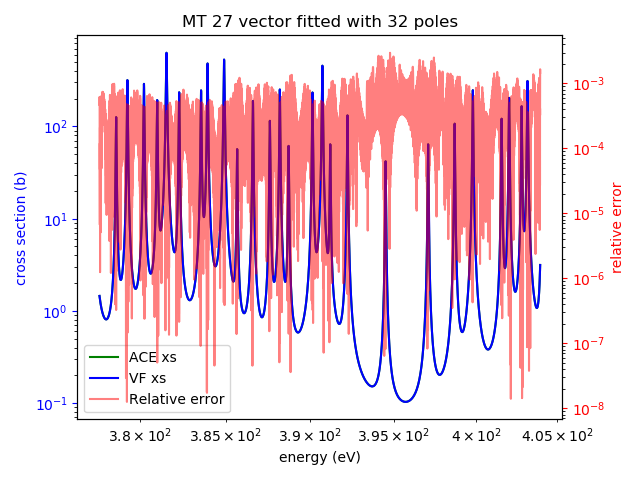 MT 27 vector fitted with 32 poles
cross section (b)
10²
10¹
10⁰
10⁻¹
10⁻³
10⁻⁴
10⁻⁵
10⁻⁶
10⁻⁷
10⁻⁸
relative error
ACE xs
VF xs
Relative error
3.8 × 10² 3.85 × 10² 3.9 × 10² 3.95 × 10² 4 × 10² 4.05 × 10²
energy (eV)